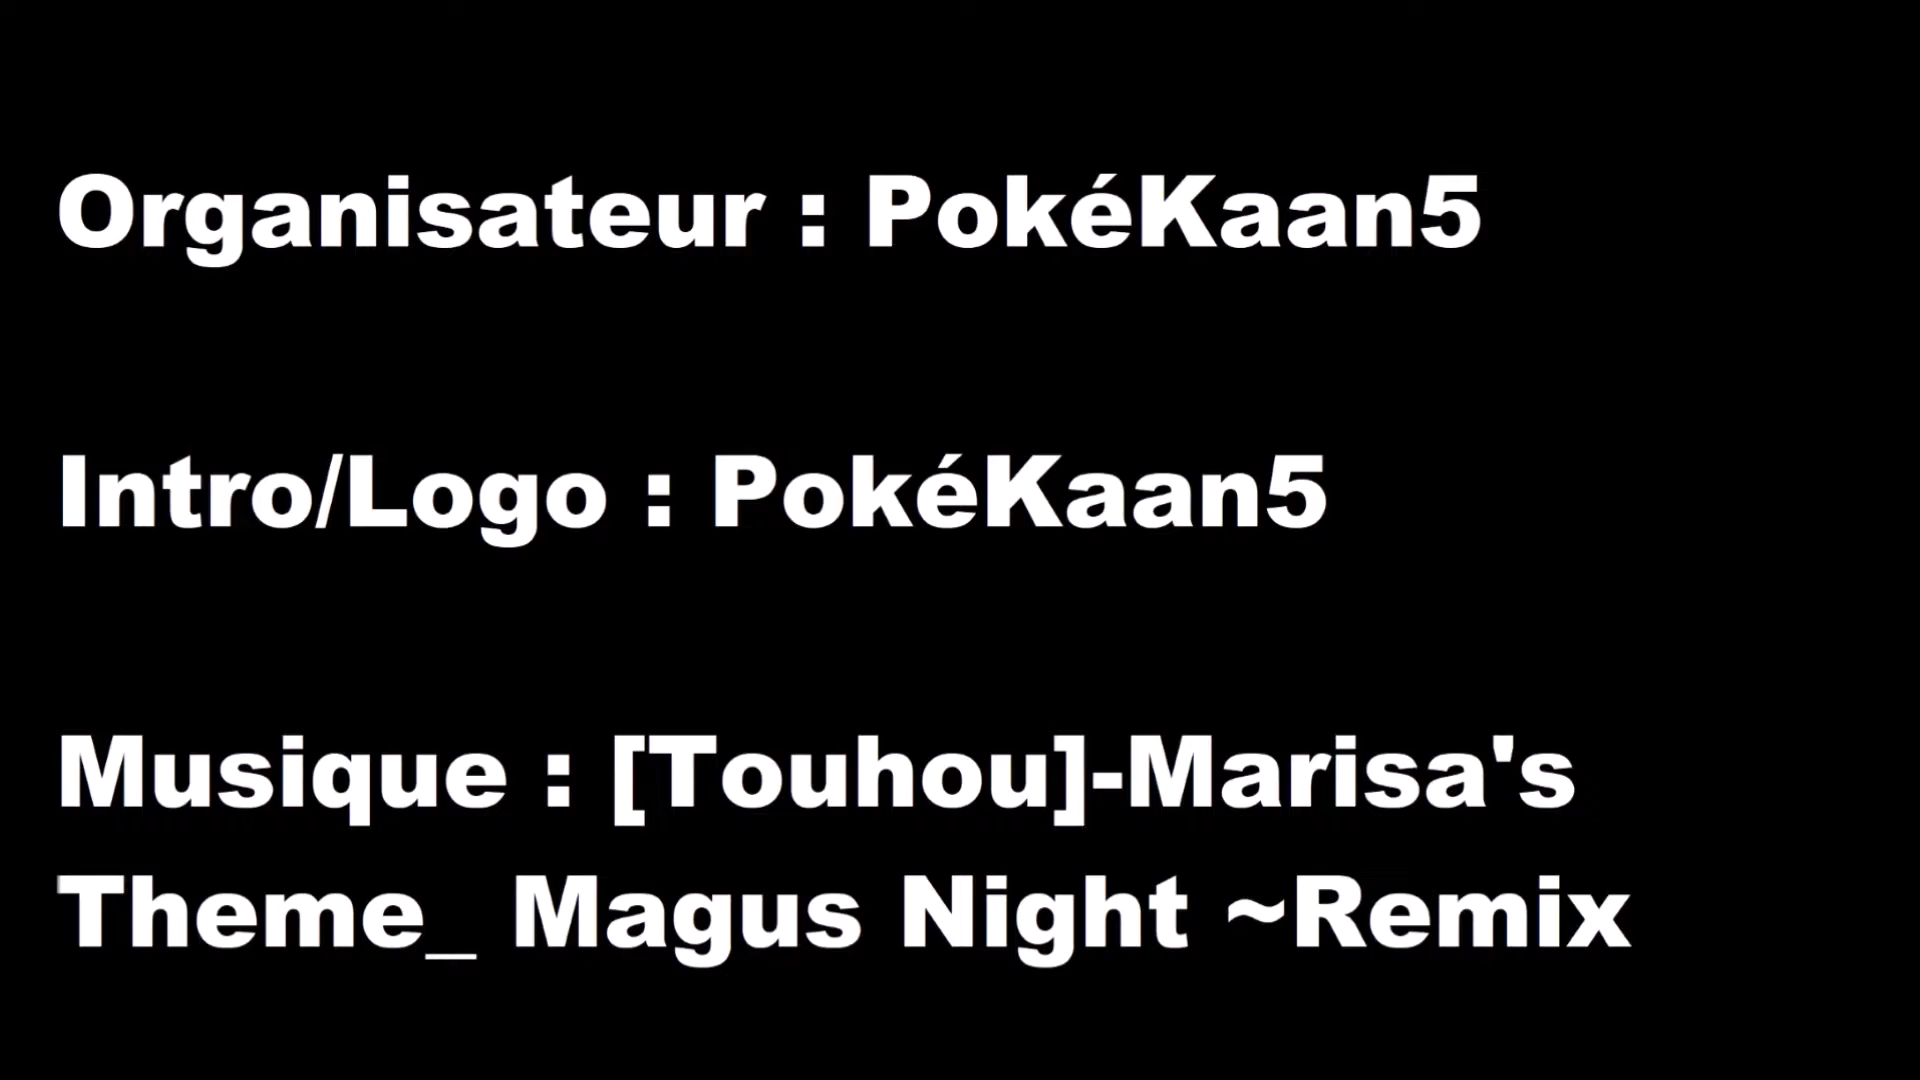 Organisateur : PokéKaan5
Intro/Logo : PokéKaan5
Musique : [Touhou]-Marisa's
Theme_ Magus Night ~Remix